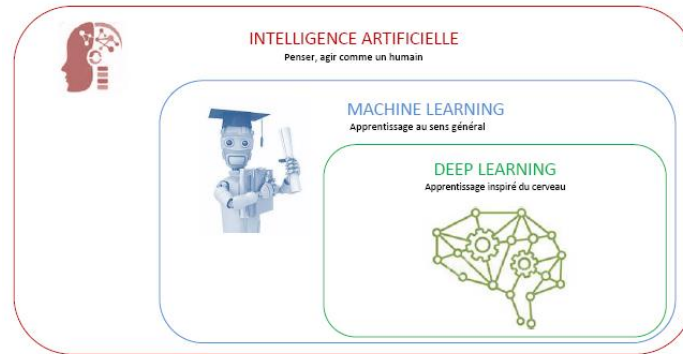 INTELLIGENCE ARTIFICIELLE
Penser, agir comme un humain
MACHINE LEARNING
Apprentissage au sens général
DEEP LEARNING
Apprentissage inspiré du cerveau